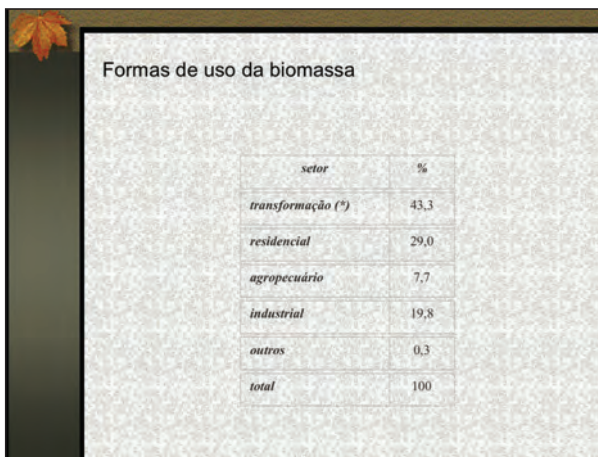 Formas de uso da biomassa
setor %
transformação (*) 43,3
residencial 29,0
agropecuário 7,7
industrial 19,8
outros 0,3
total 100